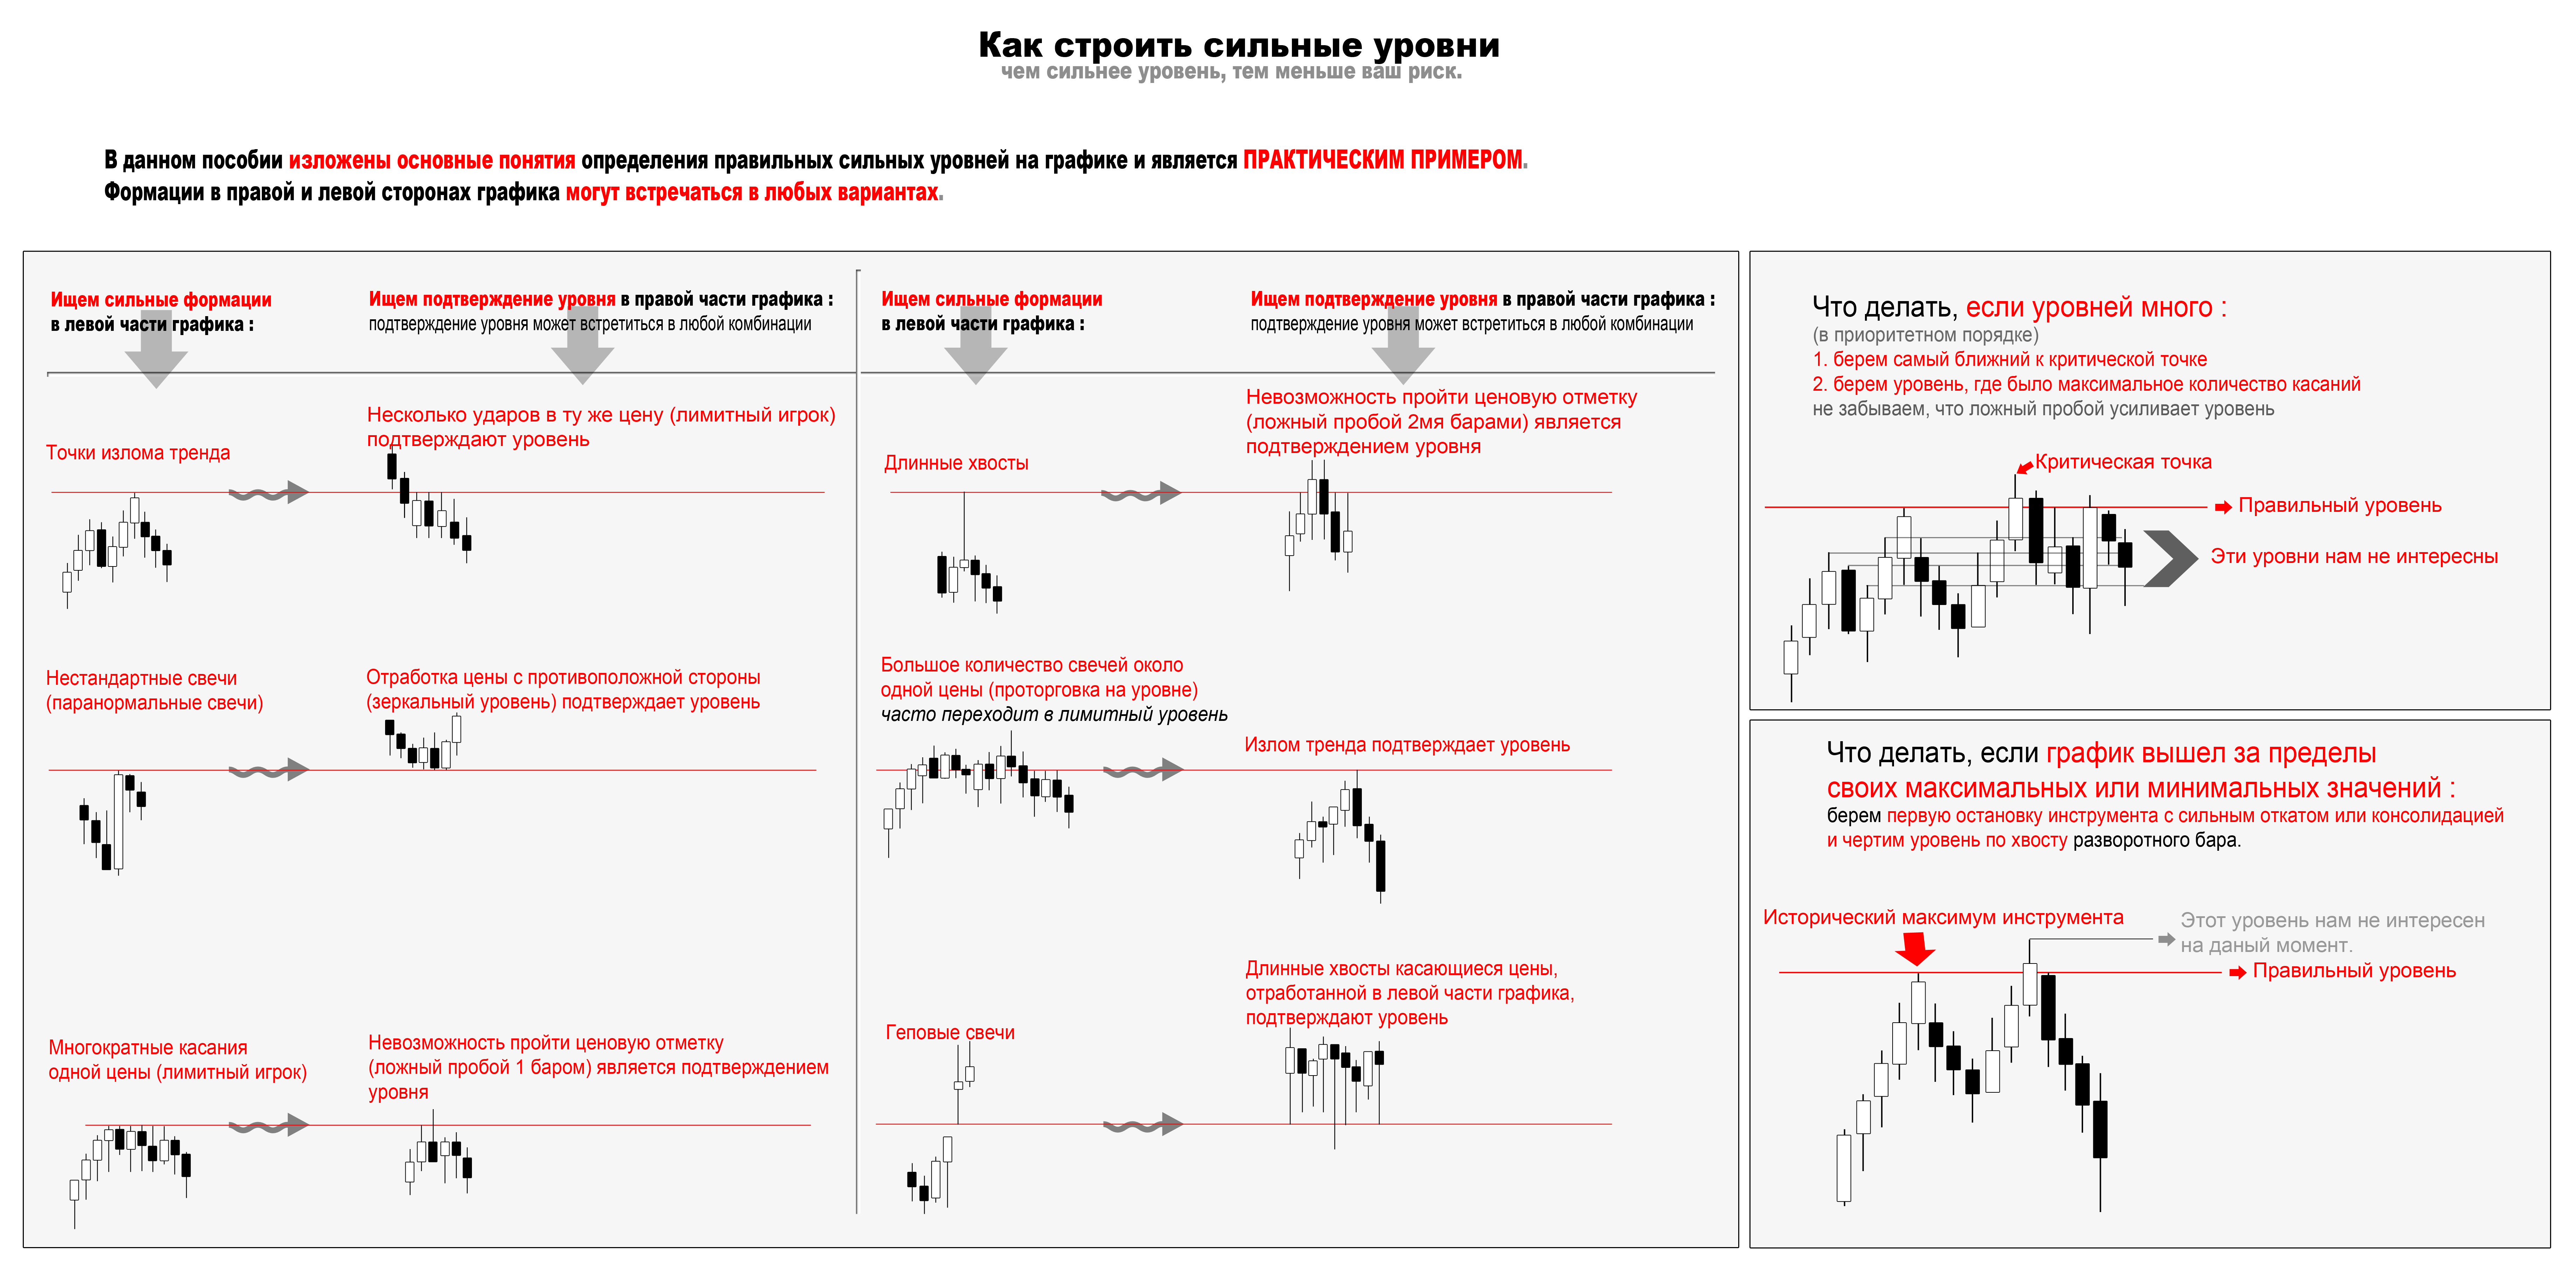 Как строить сильные уровни
чем сильнее уровень, тем меньше ваш риск.
В данном пособии изложены основные понятия определения правильных сильных уровней на графике и является ПРАКТИЧЕСКИМ ПРИМЕРОМ.
Формации в правой и левой сторонах графика могут встречаться в любых вариантах.
Ищем сильные формации
в левой части графика :
Ищем подтверждение уровня в правой части графика :
подтверждение уровня может встретиться в любой комбинации
Точки излома тренда
Несколько ударов в ту же цену (лимитный игрок)
подтверждают уровень
Нестандартные свечи
(паранормальные свечи)
Отработка цены с противоположной стороны
(зеркальный уровень) подтверждает уровень
Многократные касания
одной цены (лимитный игрок)
Невозможность пройти ценовую отметку
(ложный пробой 1 баром) является подтверждением
уровня
Ищем сильные формации
в левой части графика :
Ищем подтверждение уровня в правой части графика :
подтверждение уровня может встретиться в любой комбинации
Длинные хвосты
Невозможность пройти ценовую отметку
(ложный пробой 2мя барами) является
подтверждением уровня
Большое количество свечей около
одной цены (проторговка на уровне)
часто переходит в лимитный уровень
Излом тренда подтверждает уровень
Геповые свечи
Длинные хвосты касающиеся цены,
отработанной в левой части графика,
подтверждают уровень
Что делать, если уровней много :
(в приоритетном порядке)
1. берем самый ближний к критической точке
2. берем уровень, где было максимальное количество касаний
не забываем, что ложный пробой усиливает уровень
Критическая точка
Правильный уровень
Эти уровни нам не интересны
Что делать, если график вышел за пределы
своих максимальных или минимальных значений :
берем первую остановку инструмента с сильным откатом или консолидацией
и чертим уровень по хвосту разворотного бара.
Исторический максимум инструмента
Этот уровень нам не интересен
на даный момент.
Правильный уровень